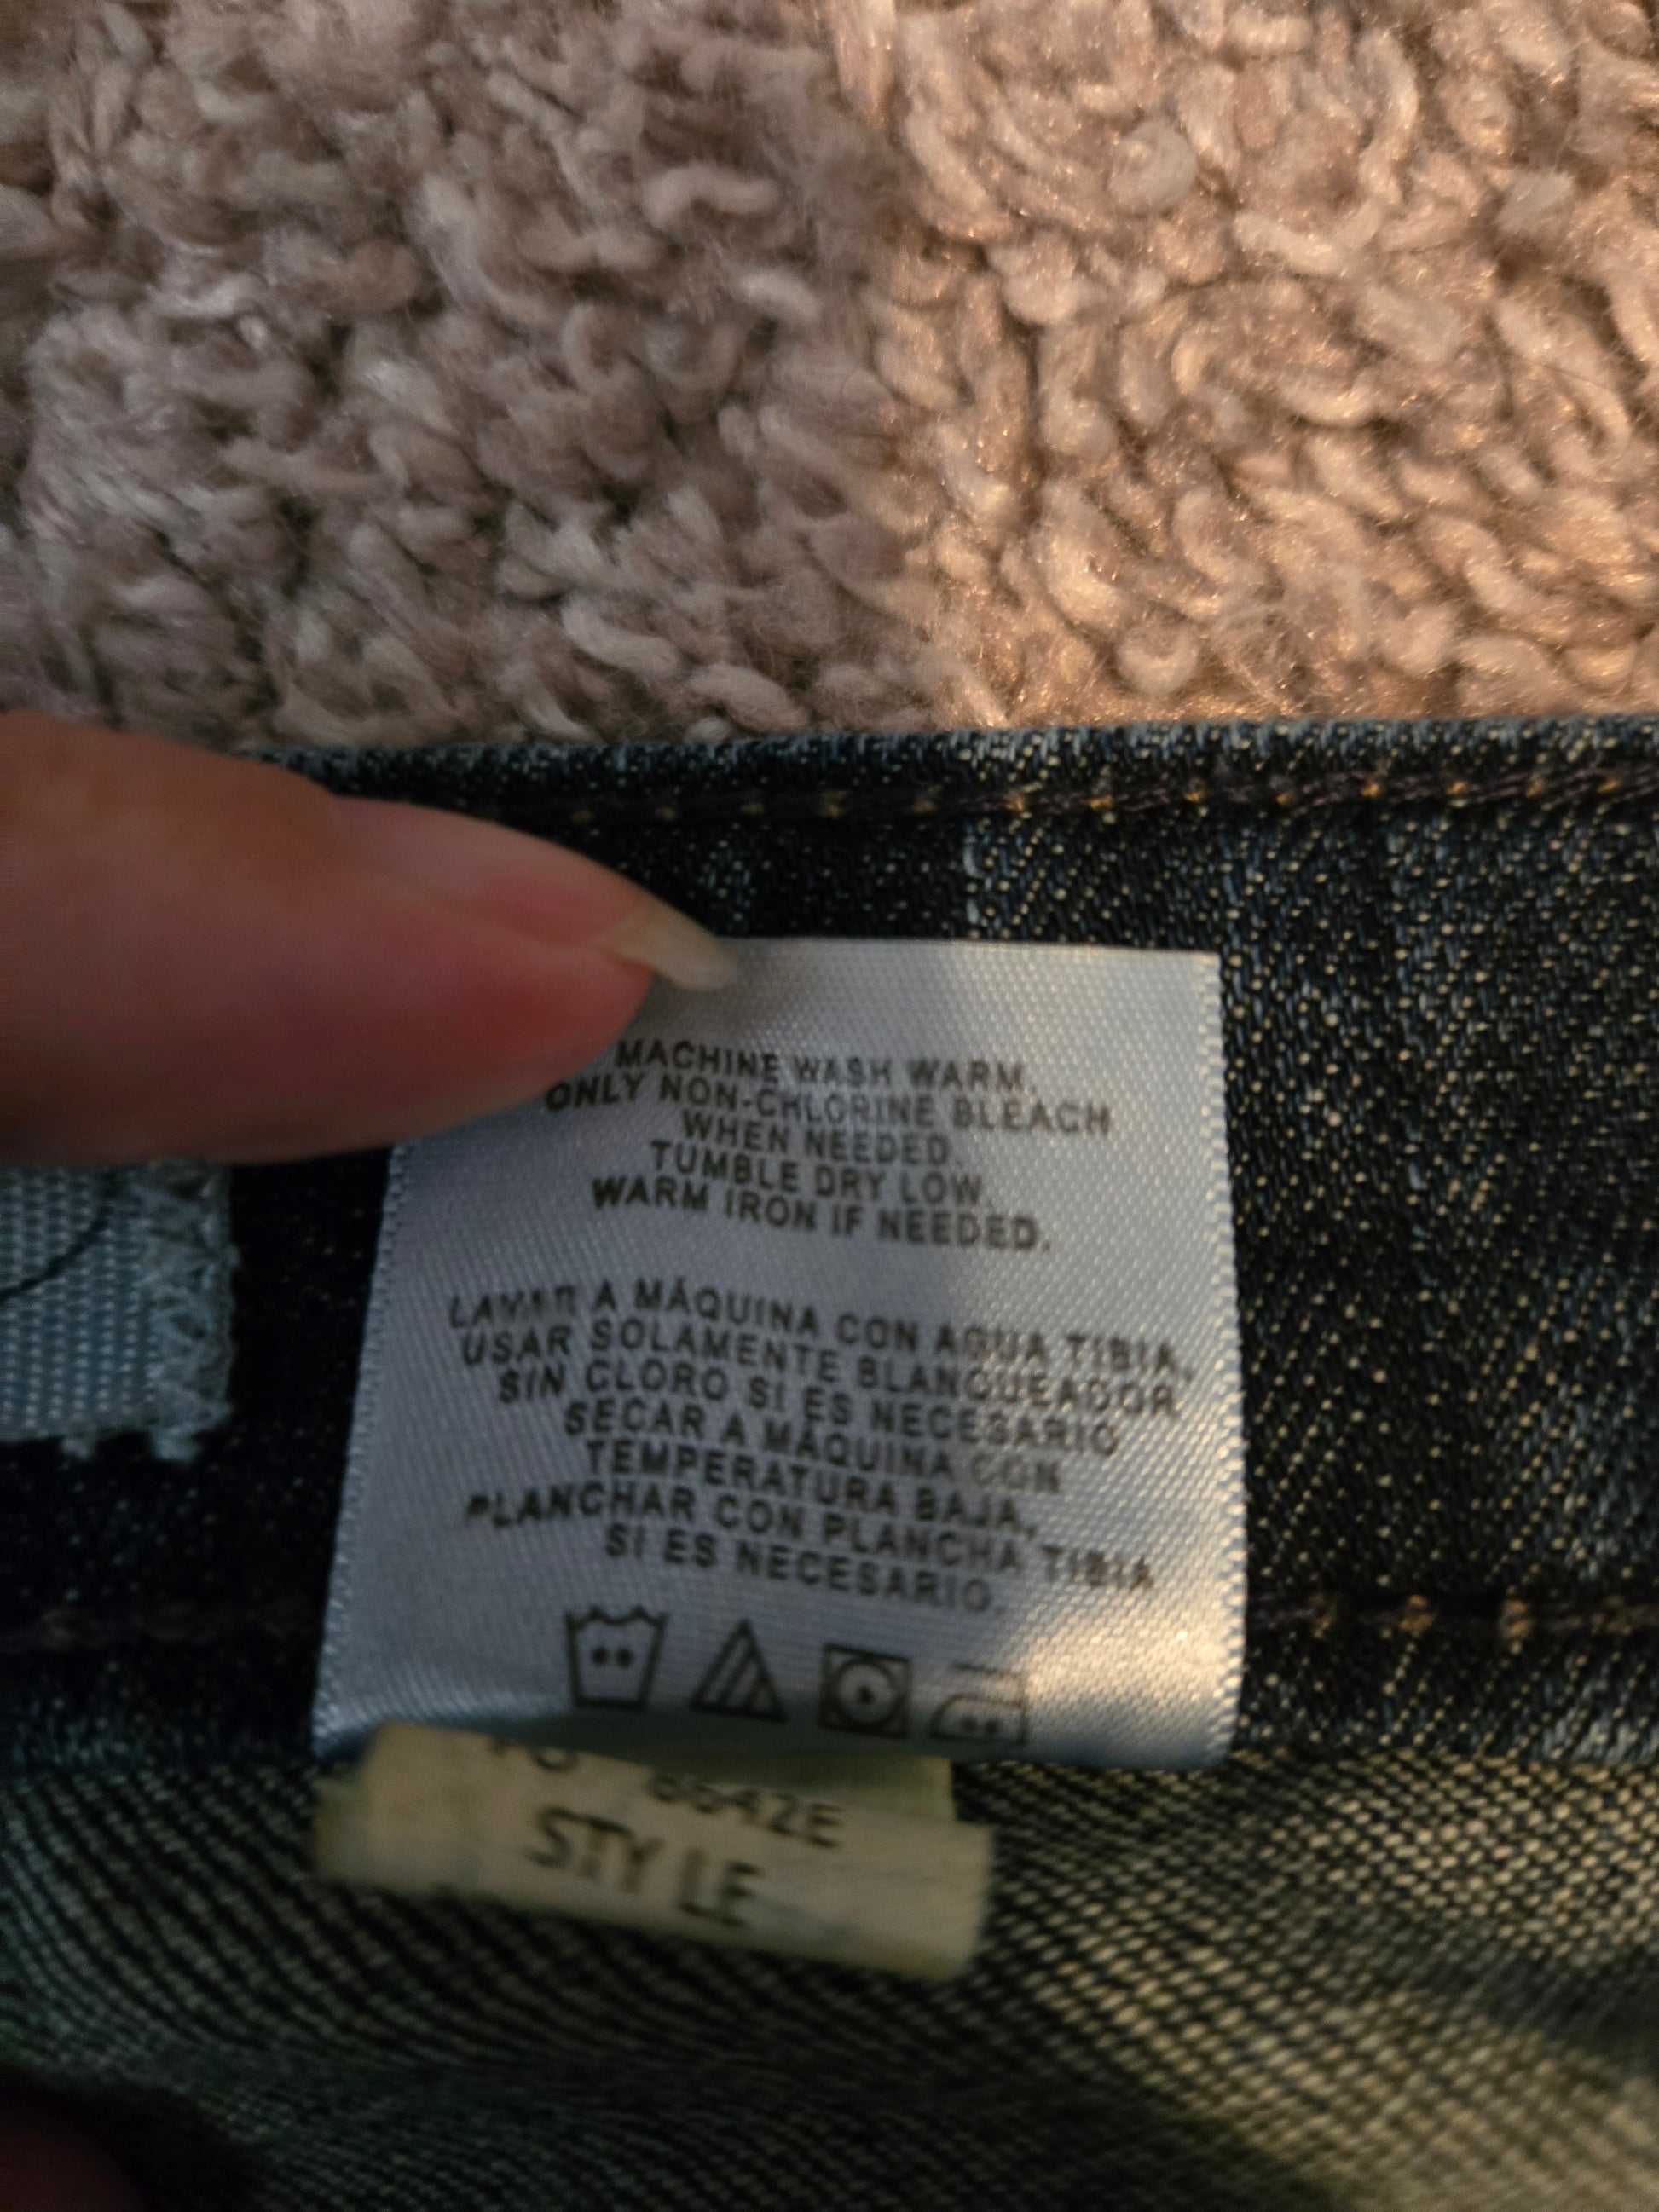 MACHINE WASH WARM,
ONLY NON-CHLORINE BLEACH
WHEN NEEDED.
TUMBLE DRY LOW.
WARM IRON IF NEEDED.
LAVAR A MÁQUINA CON AGUA TIBIA,
USAR SOLAMENTE BLANQUEADOR
SIN CLORO SI ES NECESARIO
SECAR A MÁQUINA CON
TEMPERATURA BAJA,
PLANCHAR CON PLANCHA TIBIA
SI ES NECESARIO.
STYLE